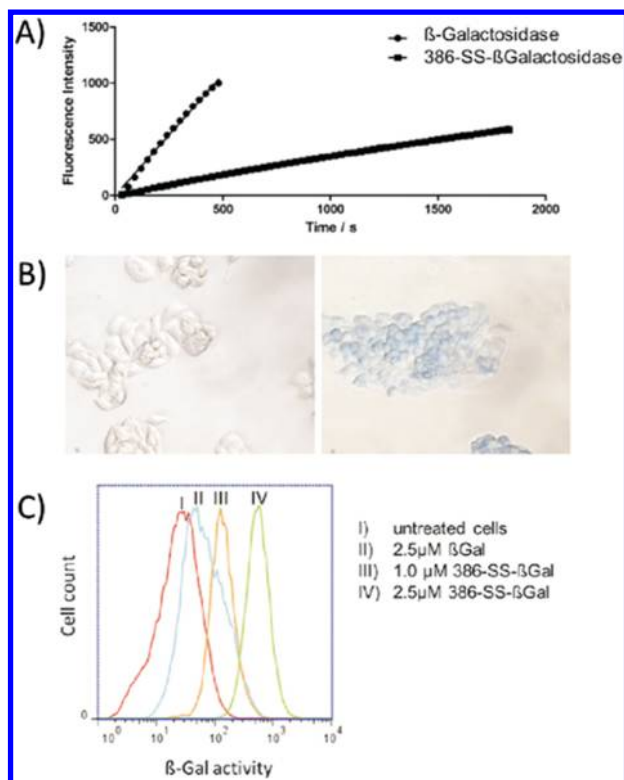 A)
ß-Galactosidase
386-SS-ßGalactosidase
Fluorescence Intensity
1500
1000
500
0
0 500 1000 1500 2000
Time / s
B)
C)
I II III IV
Cell count
0
10⁰ 10¹ 10² 10³ 10⁴
ß-Gal activity
I) untreated cells
II) 2.5µM ßGal
III) 1.0 µM 386-SS-ßGal
IV) 2.5µM 386-SS-ßGal